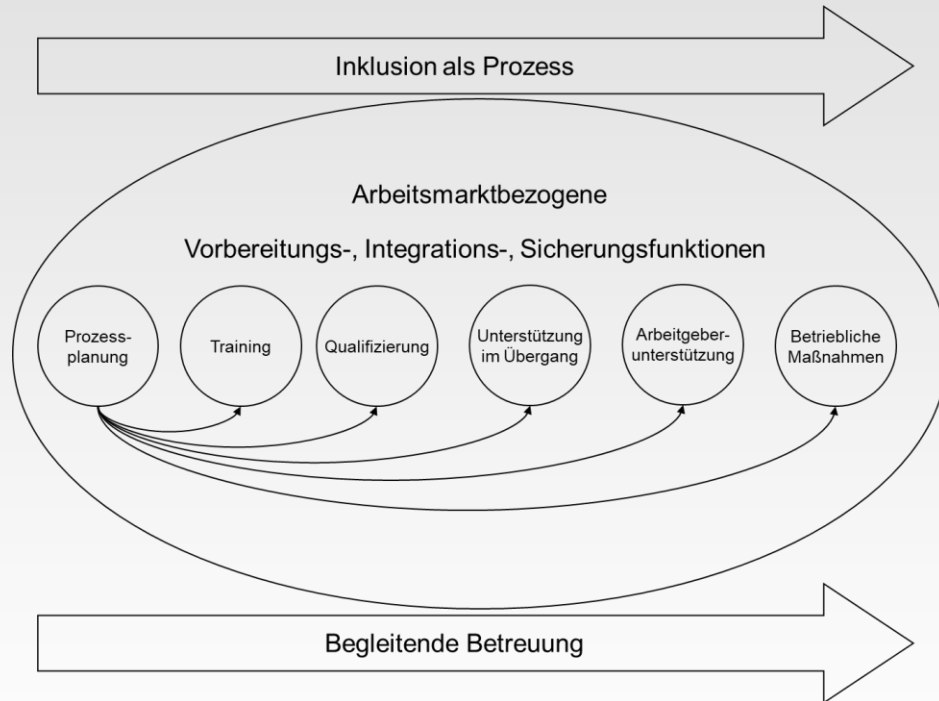 Inklusion als Prozess
Arbeitsmarktbezogene
Vorbereitungs-, Integrations-, Sicherungsfunktionen
Prozess-
planung
Training
Qualifizierung
Unterstützung
im Übergang
Arbeitgeber-
unterstützung
Betriebliche
Maßnahmen
Begleitende Betreuung